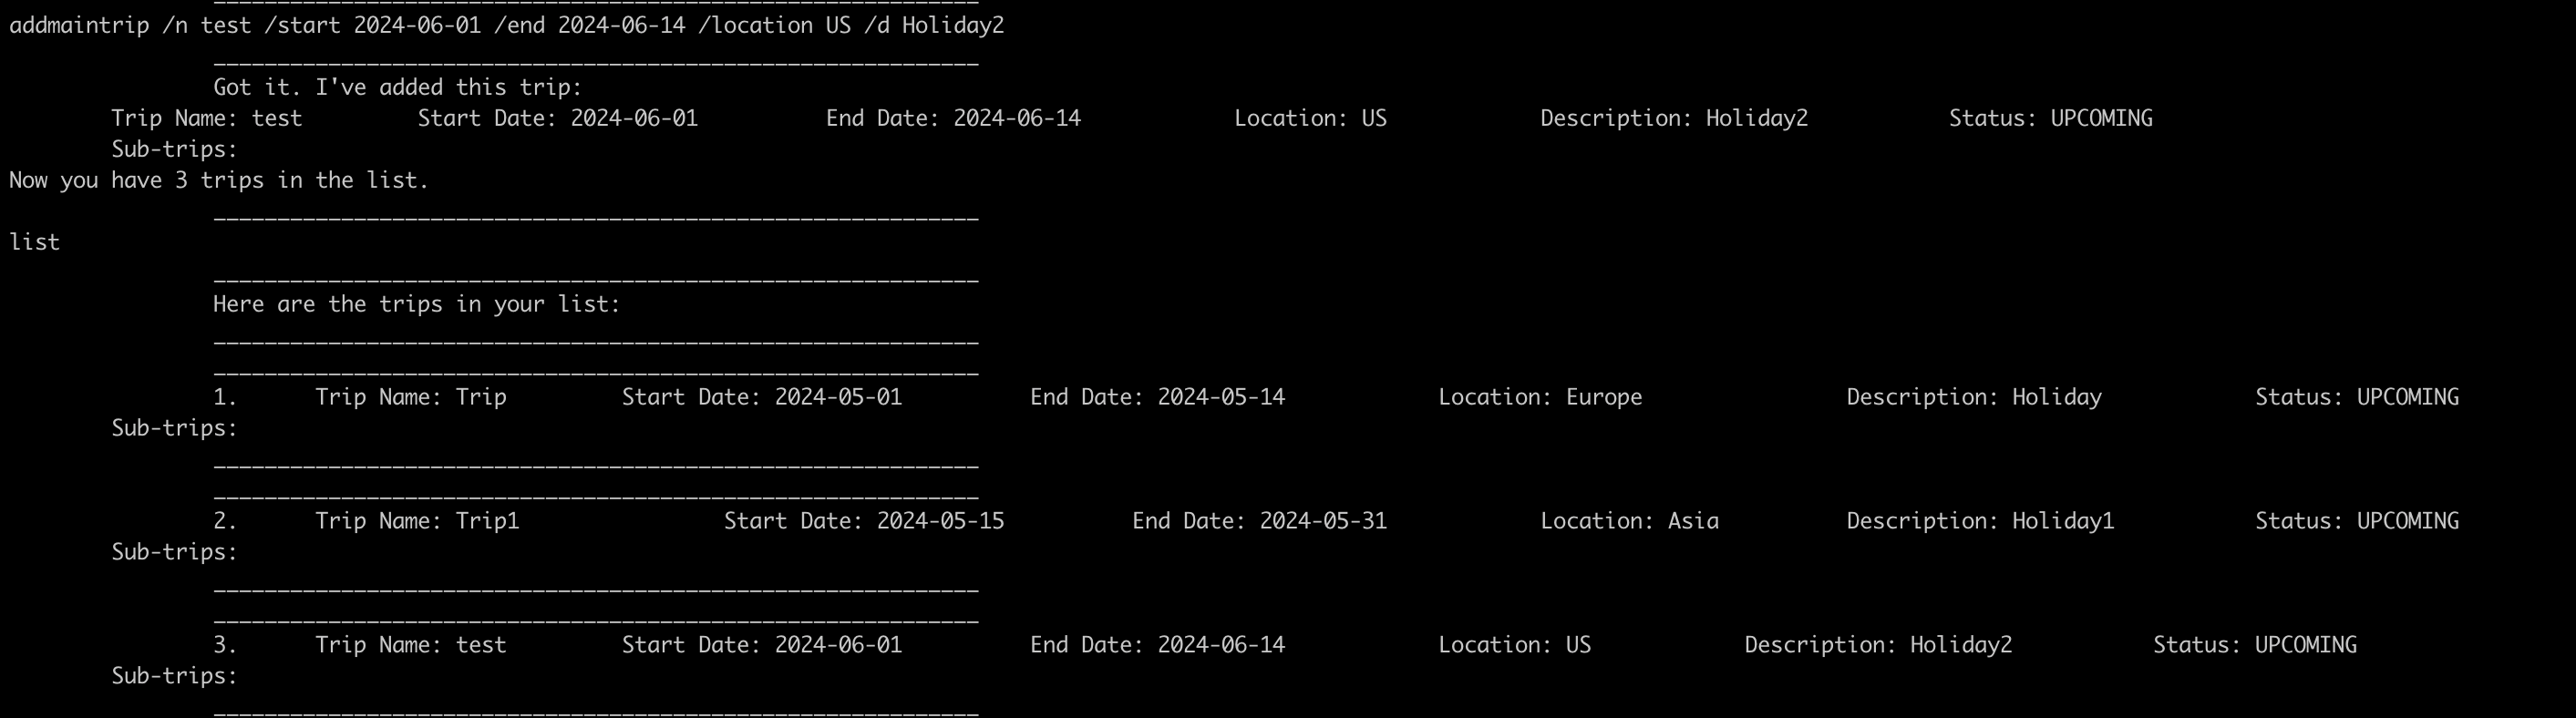 ____________________________________________________________
addmaintrip /n test /start 2024-06-01 /end 2024-06-14 /location US /d Holiday2
____________________________________________________________
Got it. I've added this trip:
Trip Name: test Start Date: 2024-06-01 End Date: 2024-06-14 Location: US Description: Holiday2 Status: UPCOMING
Sub-trips:
Now you have 3 trips in the list.
____________________________________________________________
list
____________________________________________________________
Here are the trips in your list:
____________________________________________________________
____________________________________________________________
1. Trip Name: Trip Start Date: 2024-05-01 End Date: 2024-05-14 Location: Europe Description: Holiday Status: UPCOMING
Sub-trips:
____________________________________________________________
____________________________________________________________
2. Trip Name: Trip1 Start Date: 2024-05-15 End Date: 2024-05-31 Location: Asia Description: Holiday1 Status: UPCOMING
Sub-trips:
____________________________________________________________
____________________________________________________________
3. Trip Name: test Start Date: 2024-06-01 End Date: 2024-06-14 Location: US Description: Holiday2 Status: UPCOMING
Sub-trips:
____________________________________________________________